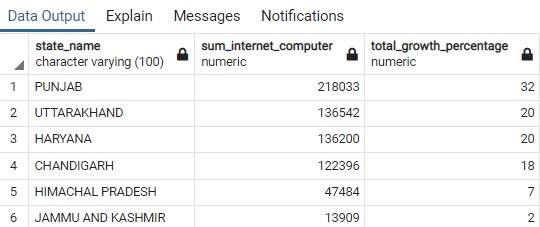 Data Output Explain Messages Notifications
state_name sum_internet_computer total_growth_percentage
character varying (100) numeric numeric
1 PUNJAB 218033 32
2 UTTARAKHAND 136542 20
3 HARYANA 136200 20
4 CHANDIGARH 122396 18
5 HIMACHAL PRADESH 47484 7
6 JAMMU AND KASHMIR 13909 2